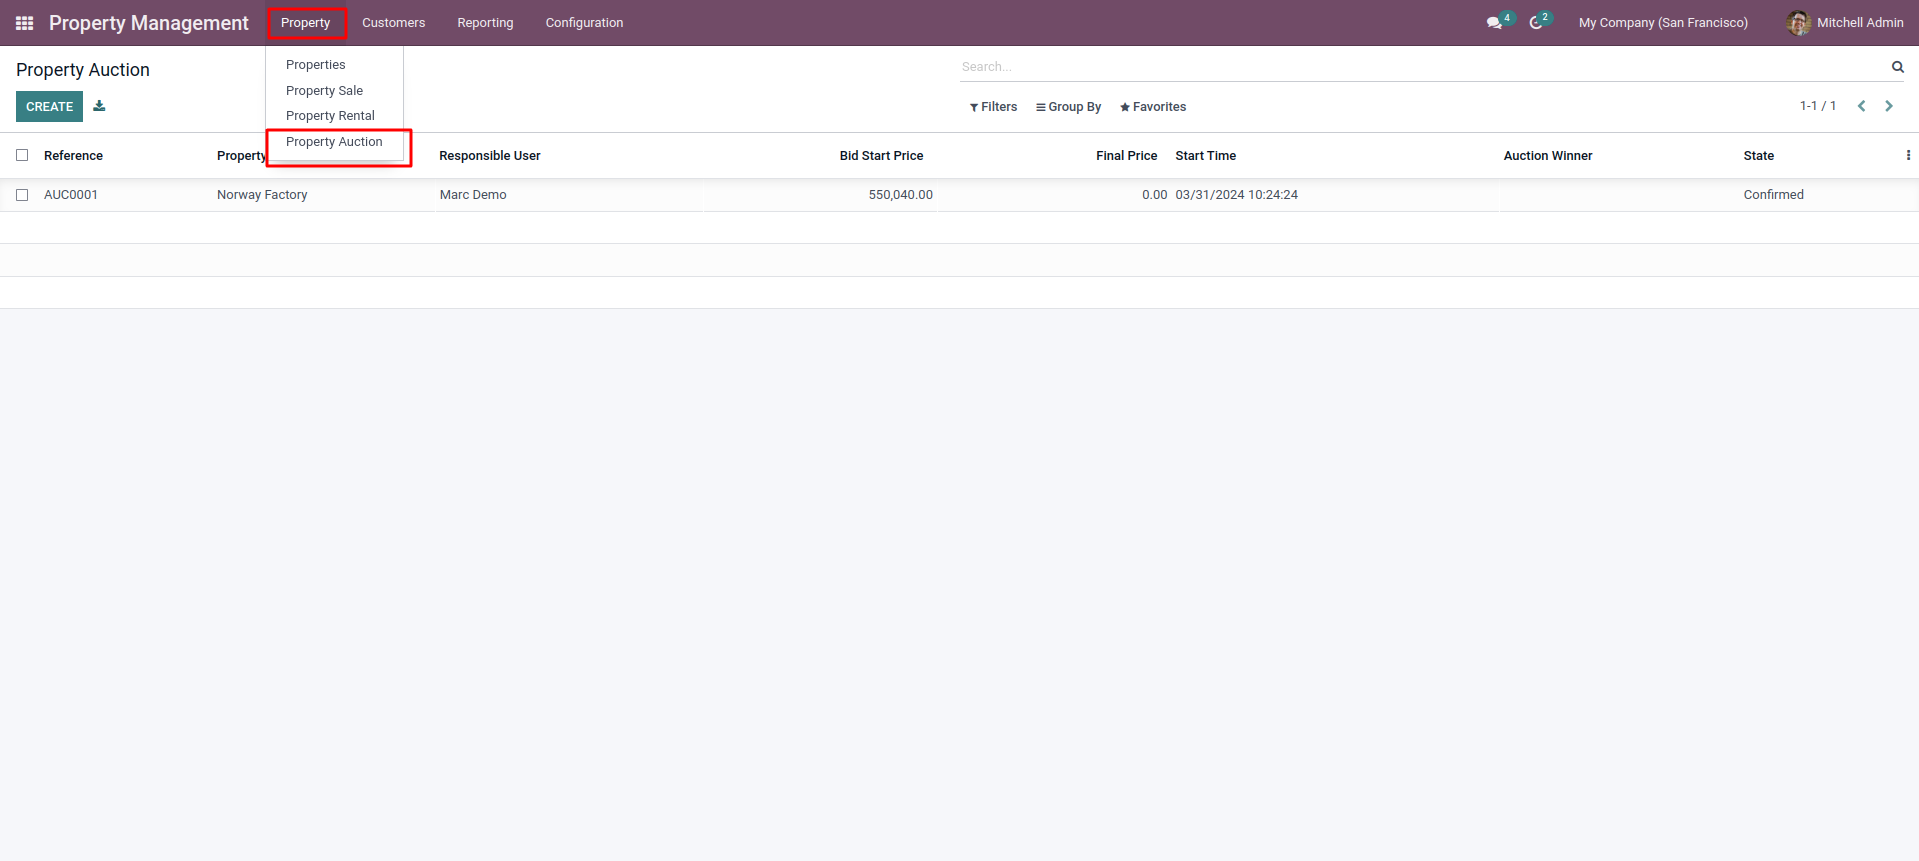 Property Management Property Customers Reporting Configuration 4 2 My Company (San Francisco) Mitchell Admin
Properties
Property Sale
Property Rental
Property Auction
Property Auction
Search...
CREATE
Filters Group By Favorites 1-1 / 1
Reference Property Responsible User Bid Start Price Final Price Start Time Auction Winner State
AUC0001 Norway Factory Marc Demo 550,040.00 0.00 03/31/2024 10:24:24 Confirmed